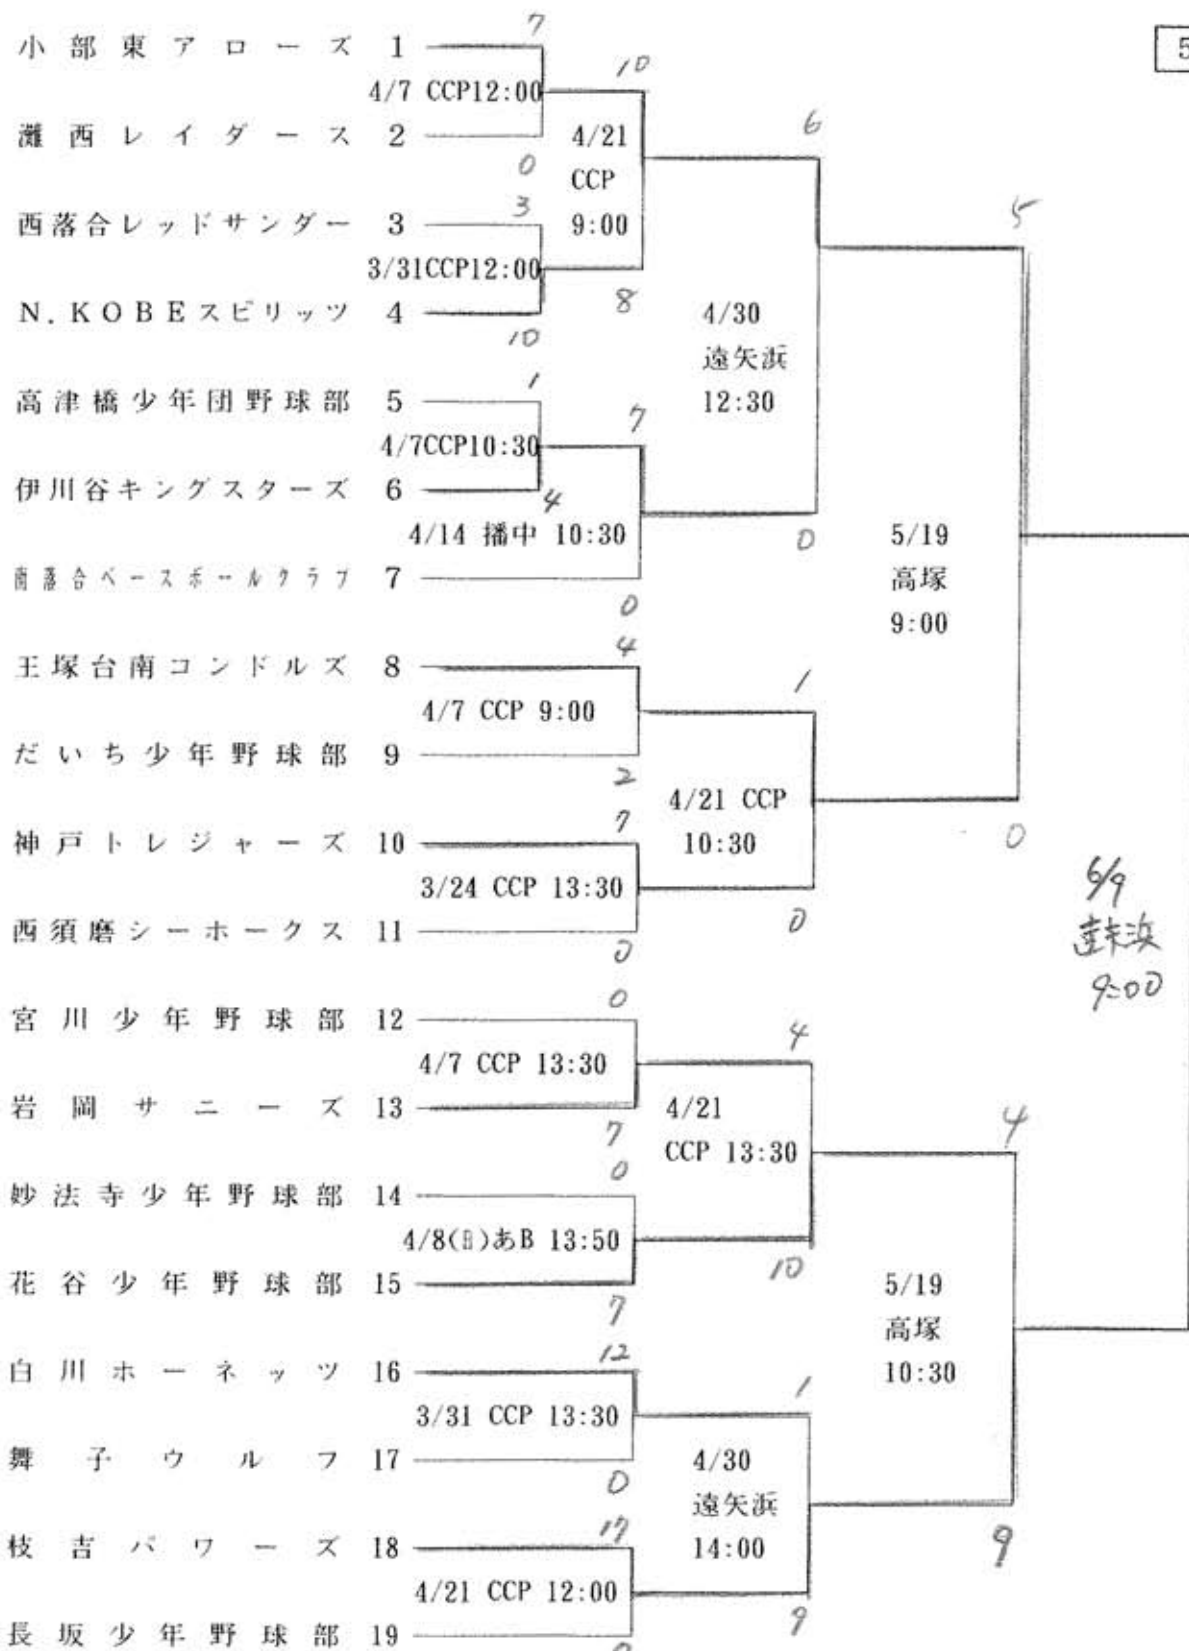 7
小部東アローズ 1
5
10
4/7 CCP12:00
灘西レイダース 2
4/21
6
0
CCP
3
西落合レッドサンダー 3
9:00
5
3/31CCP12:00
8
N.KOBEスピリッツ 4
4/30
10
遠矢浜
1
高津橋少年団野球部 5
12:30
7
4/7CCP10:30
伊川谷キングスターズ 6
4
4/14 播中 10:30
0
5/19
南落合ベースボールクラブ 7
高塚
0
9:00
4
王塚台南コンドルズ 8
1
4/7 CCP 9:00
だいち少年野球部 9
2
4/21 CCP
7
10:30
0
神戸トレジャーズ 10
3/24 CCP 13:30
6/9
西須磨シーホークス 11
0
0
浜
9:00
0
宮川少年野球部 12
4
4/7 CCP 13:30
岩岡サニーズ 13
4/21
4
7
CCP 13:30
0
妙法寺少年野球部 14
4/8(日)あB 13:50
10
花谷少年野球部 15
5/19
7
高塚
12
白川ホーネッツ 16
10:30
1
3/31 CCP 13:30
舞子ウルフ 17
4/30
0
遠矢浜
17
枝吉パワーズ 18
14:00
9
4/21 CCP 12:00
9
長坂少年野球部 19